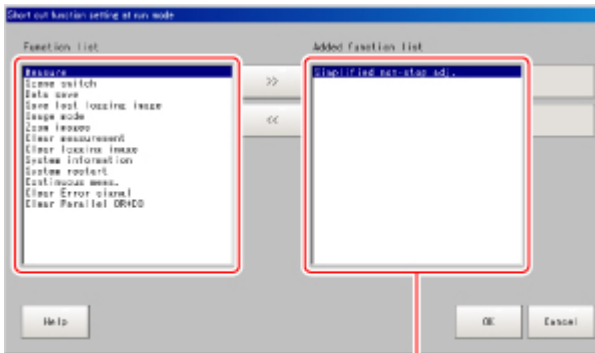 Short cut function setting at run mode
Function list
Added function list
Measure
Scene switch
Data save
Save last logging image
Image mode
Zoom images
Clear measurement
Clear logging image
System information
System restart
Continuous meas.
Clear Error signal
Clear Parallel OR+DO
>>
<<
Simplified non-stop adj.
Help
OK
Cancel